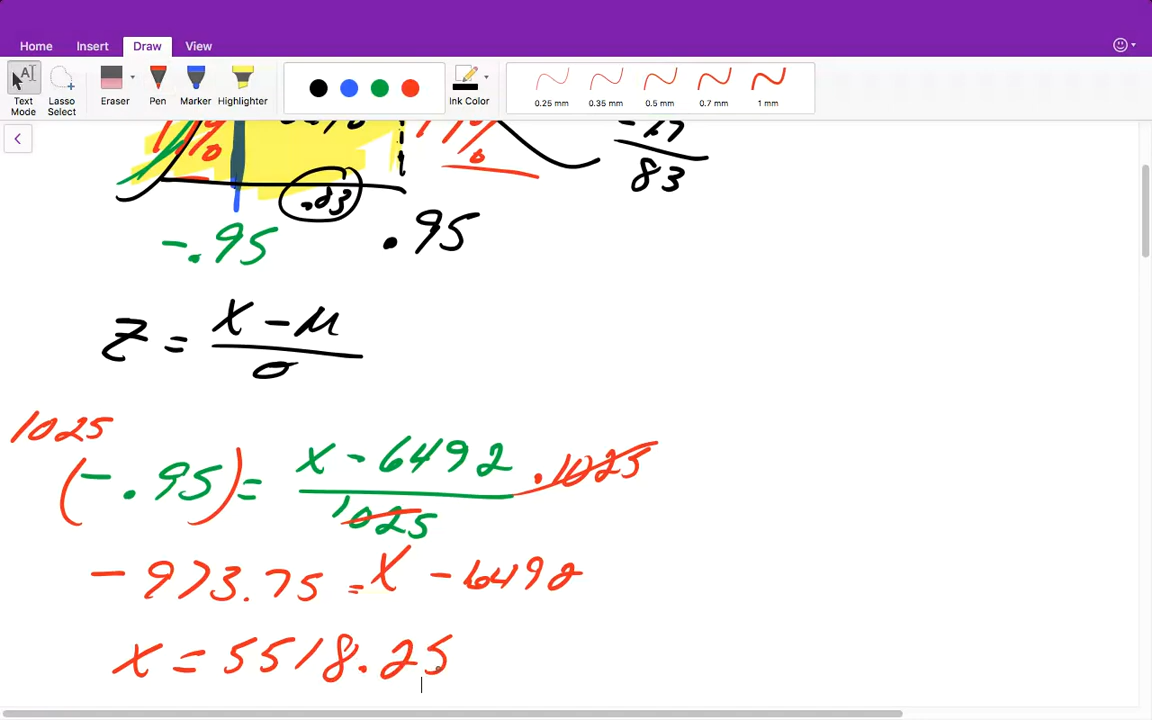 Home Insert Draw View
Text Mode
Lasso Select
Eraser
Pen
Marker
Highlighter
Ink Color
0.25 mm
0.35 mm
0.5 mm
0.7 mm
1 mm
83
.83
-.95 .95
Z = X - μ
σ
1025
(-.95) = x - 6492 .1025
1025
- 973.75 = X - 6492
x = 5518.25